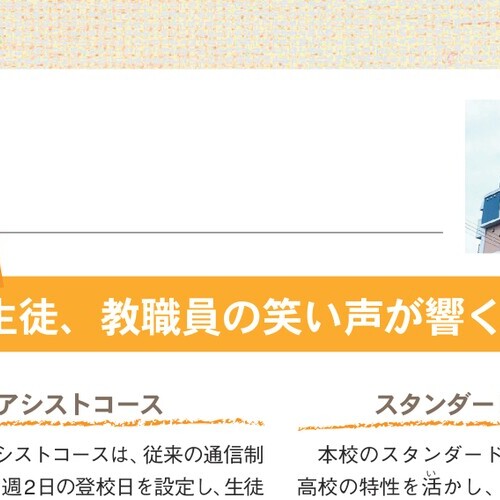 生徒、教職員の笑い声が響く
アシストコース
シストコースは、従来の通信制
週2日の登校日を設定し、生徒
スタンダード
本校のスタンダード
高校の特性を活かし、
い